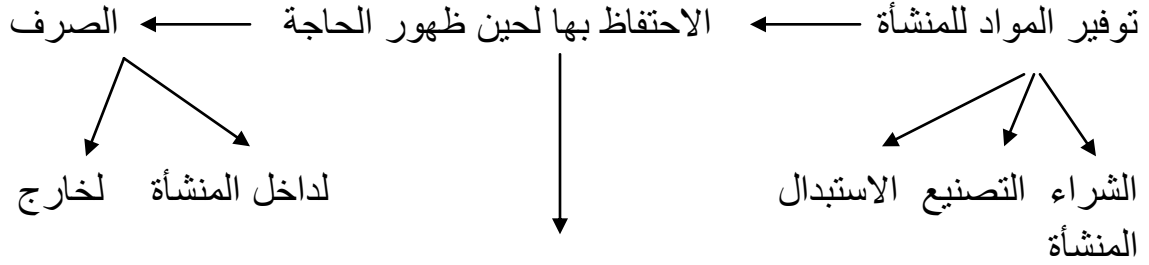 توفير المواد للمنشأة الاحتفاظ بها لحين ظهور الحاجة الصرف
الشراء التصنيع الاستبدال لداخل المنشأة لخارج
المنشأة